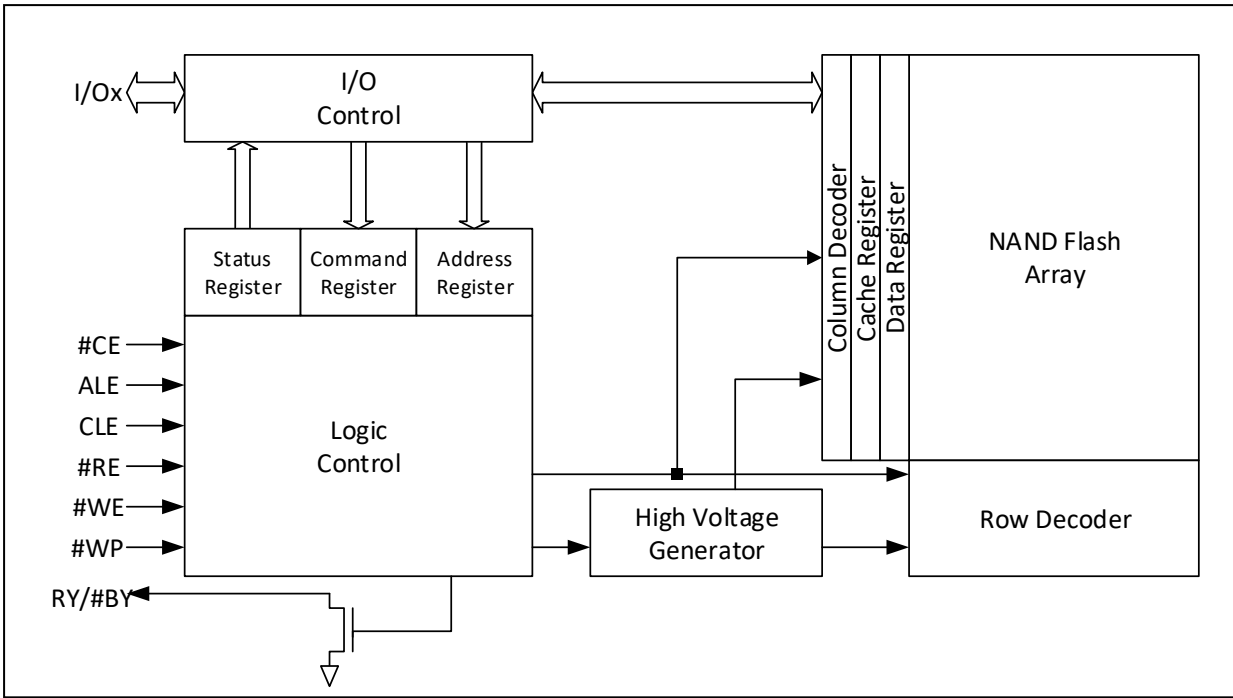 I/Ox
I/O
Control
Status
Register
Command
Register
Address
Register
#CE
ALE
CLE
#RE
#WE
#WP
RY/#BY
Logic
Control
High Voltage
Generator
Column Decoder
Cache Register
Data Register
NAND Flash
Array
Row Decoder